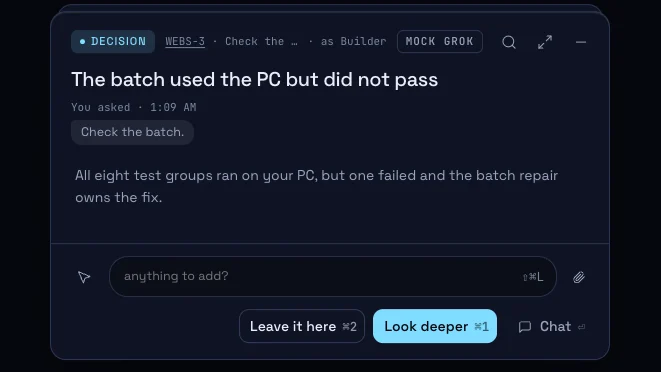 DECISION WEBS-3 · Check the … · as Builder MOCK GROK
The batch used the PC but did not pass
You asked · 1:09 AM
Check the batch.
All eight test groups ran on your PC, but one failed and the batch repair
owns the fix.
anything to add? ⇧⌘L
Leave it here ⌘2 Look deeper ⌘1 Chat ⏎